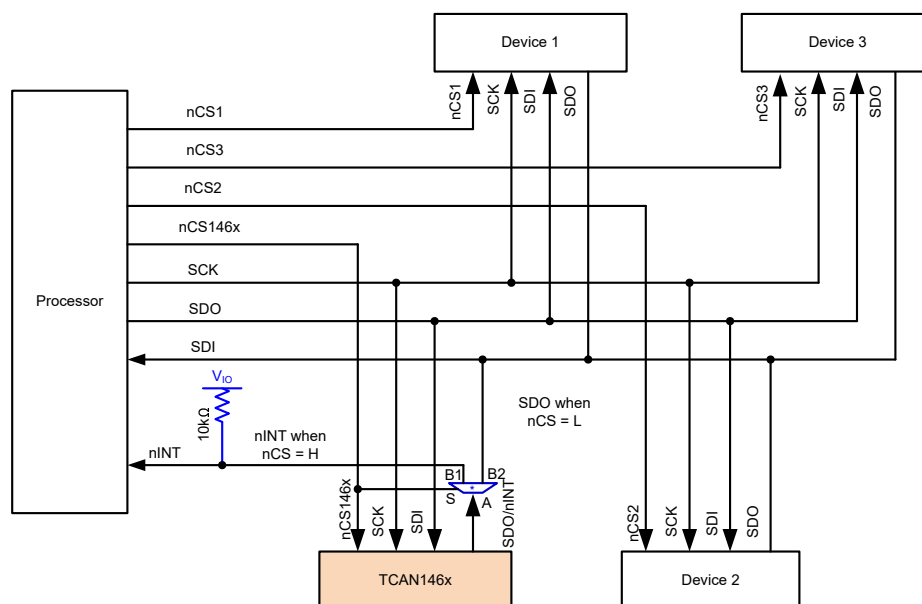 Device 1
Device 3
nCS1
SCK
SDI
SDO
nCS3
SCK
SDI
SDO
nCS1
nCS3
nCS2
nCS146x
SCK
Processor
SDO
SDI
VIO
10kΩ
SDO when
nCS = L
nINT when
nCS = H
nINT
B1
B2
*
S
A
SDO/nINT
nCS146x
SCK
SDI
nCS2
SCK
SDI
SDO
TCAN146x
Device 2